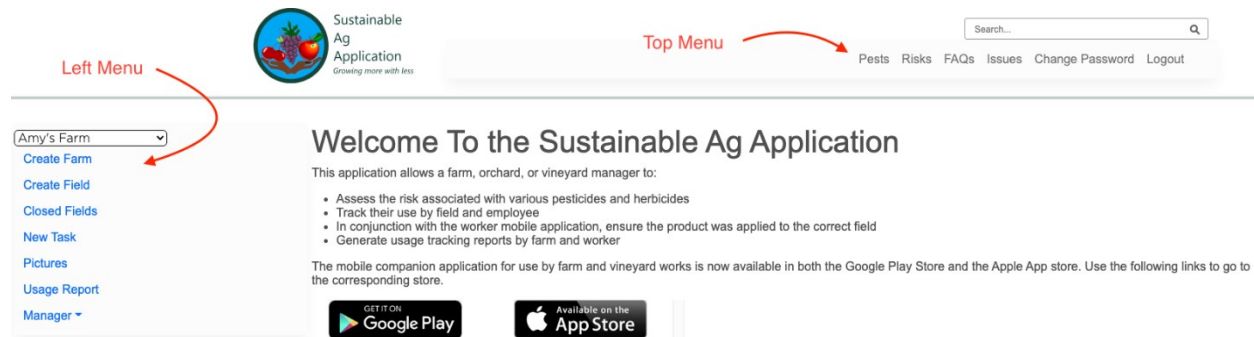 Sustainable
Ag
Application
Growing more with less
Search...
Top Menu
Pests Risks FAQs Issues Change Password Logout
Left Menu
Amy's Farm
Create Farm
Create Field
Closed Fields
New Task
Pictures
Usage Report
Manager
Welcome To the Sustainable Ag Application
This application allows a farm, orchard, or vineyard manager to:
• Assess the risk associated with various pesticides and herbicides
• Track their use by field and employee
• In conjunction with the worker mobile application, ensure the product was applied to the correct field
• Generate usage tracking reports by farm and worker
The mobile companion application for use by farm and vineyard works is now available in both the Google Play Store and the Apple App store. Use the following links to go to
the corresponding store.
GET IT ON
Google Play
Available on the
App Store